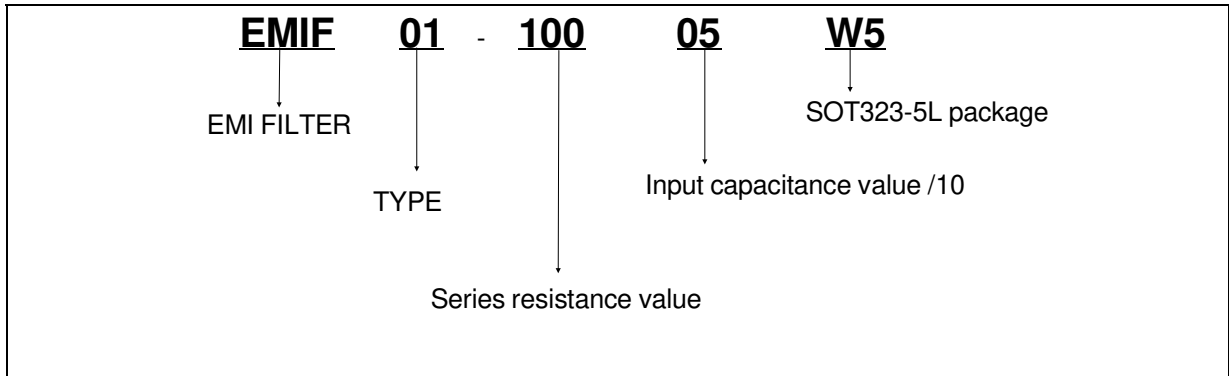 EMIF 01 - 100 05 W5
SOT323-5L package
EMI FILTER
Input capacitance value /10
TYPE
Series resistance value